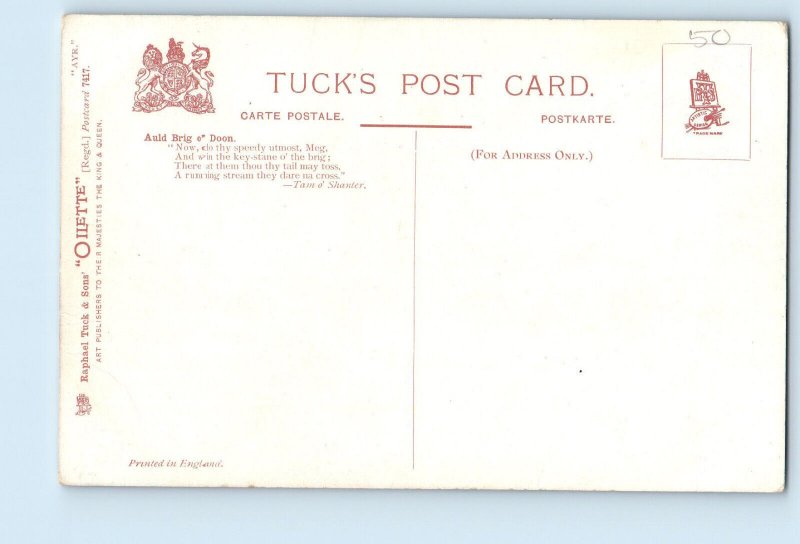 50
TUCK'S POST CARD.
CARTE POSTALE.
POSTKARTE.
(FOR ADDRESS ONLY.)
TRADE MARK
Auld Brig o' Doon.
"Now, do thy speedy utmost, Meg,
And win the key-stane o' the brig;
There at them thou thy tail may toss,
A running stream they dare na cross."
—Tam o' Shanter.
Raphael Tuck & Sons' "OILETTE" [Regd.] Postcard 7417. "AYR."
ART PUBLISHERS TO THEIR MAJESTIES THE KING & QUEEN.
Printed in England.